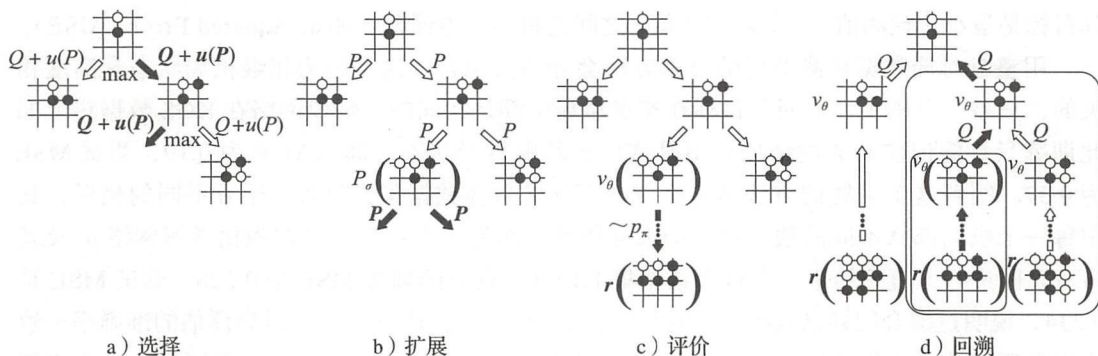 Q + u(P)
max
Q + u(P)
Q + u(P)
max
Q+u(P)
a）选择
P
P
P
P
P_σ
P
P
b）扩展
v_θ
~p_π
r
c）评价
Q
Q
v_θ
v_θ
Q
Q
v_θ
v_θ
r
r
r
d）回溯